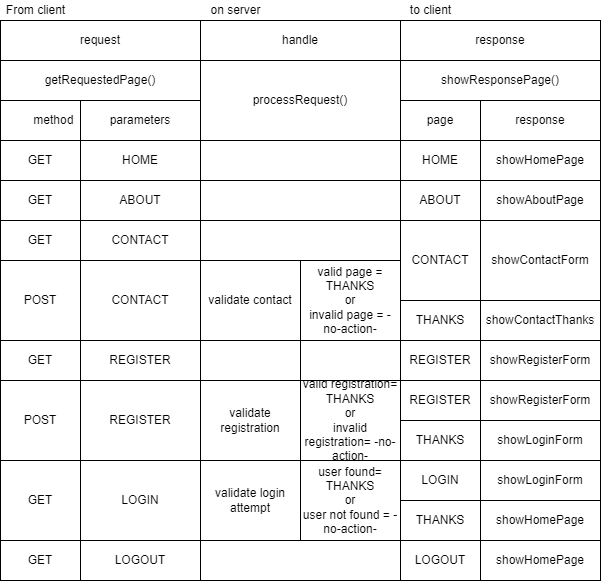 From client on server to client
request handle response
getRequestedPage() processRequest() showResponsePage()
method parameters page response
GET HOME HOME showHomePage
GET ABOUT ABOUT showAboutPage
GET CONTACT CONTACT showContactForm
POST CONTACT validate contact
valid page =
THANKS
or
invalid page = -
no-action-
THANKS showContactThanks
GET REGISTER REGISTER showRegisterForm
POST REGISTER
validate
registration
valid registration=
THANKS
or
invalid
registration= -no-
action-
REGISTER showRegisterForm
THANKS showLoginForm
GET LOGIN
validate login
attempt
user found=
THANKS
or
user not found = -
no-action-
LOGIN showLoginForm
THANKS showHomePage
GET LOGOUT LOGOUT showHomePage